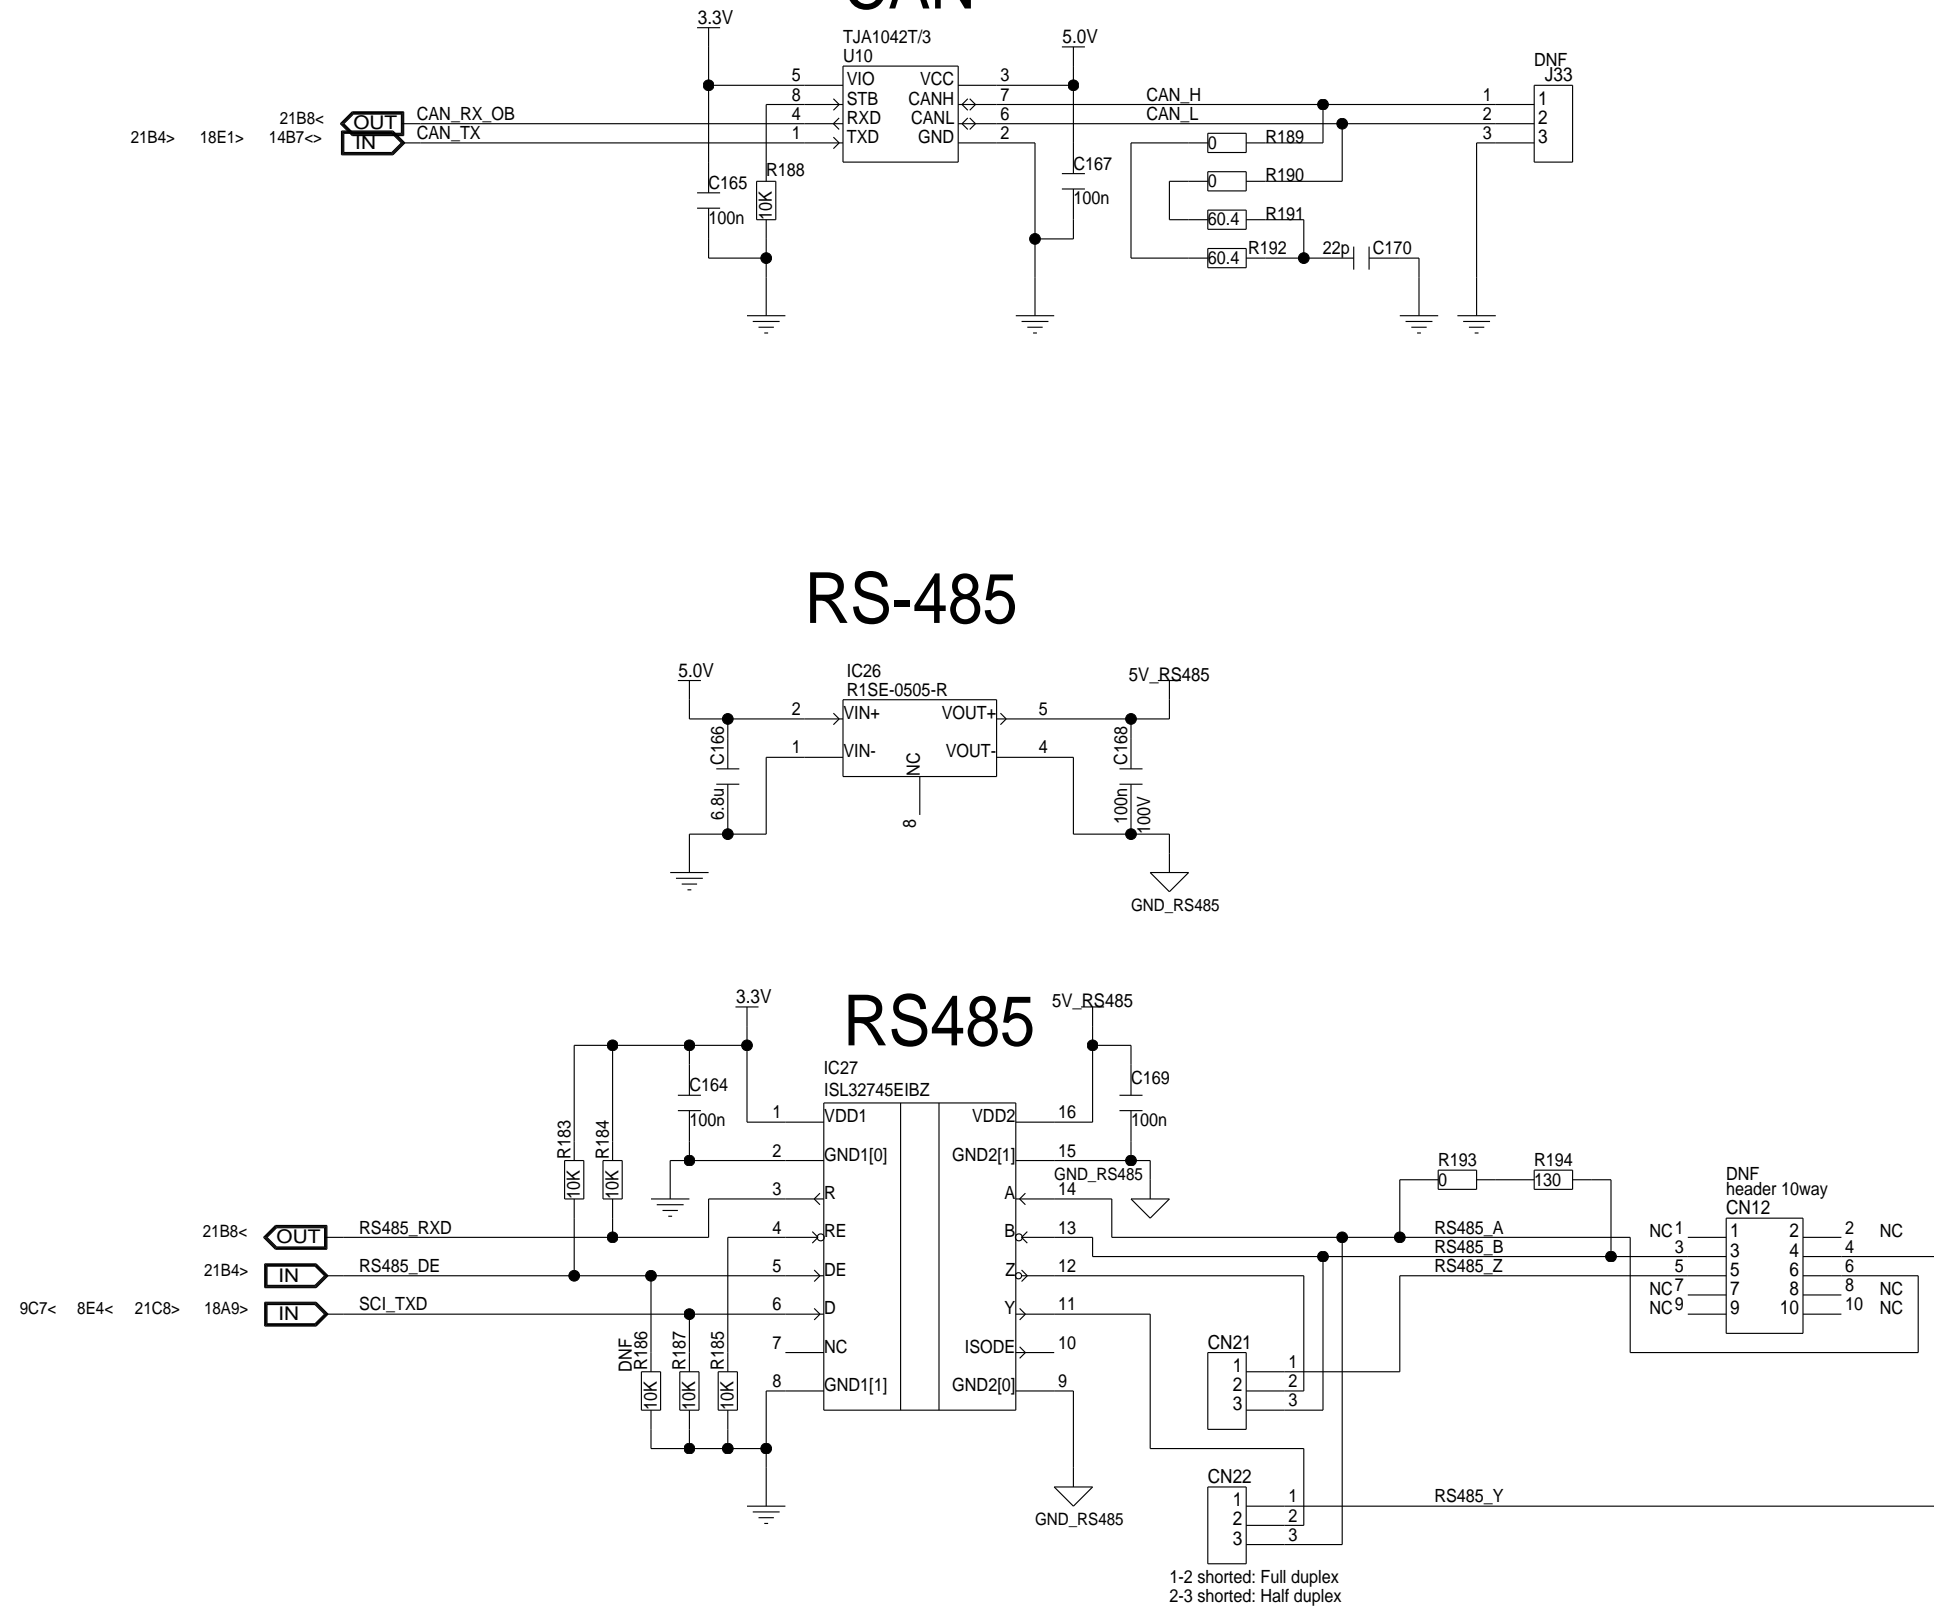 CAN
3.3V
TJA1042T/3
U10
5.0V
DNF
J33
5 VIO VCC 3
8 STB CANH 7 CAN_H 1 1
21B8< OUT CAN_RX_OB 4 RXD CANL 6 CAN_L 2 2
21B4> 18E1> 14B7<> IN CAN_TX 1 TXD GND 2 3 3
0 R189
C165
100n
R188
10K
C167
100n
0 R190
60.4 R191
60.4 R192 22p C170
RS-485
5.0V
IC26
R1SE-0505-R
5V_RS485
2 VIN+ VOUT+ 5
1 VIN- VOUT- 4
NC
8
C166
6.8u
C168
100n
100V
GND_RS485
RS485
3.3V
5V_RS485
IC27
ISL32745EIBZ
C164
100n
C169
100n
R183
10K
R184
10K
1 VDD1 VDD2 16
2 GND1[0] GND2[1] 15
GND_RS485
3 R A 14
21B8< OUT RS485_RXD 4 RE B 13
21B4> IN RS485_DE 5 DE Z 12
9C7< 8E4< 21C8> 18A9> IN SCI_TXD 6 D Y 11
7 NC ISODE 10
8 GND1[1] GND2[0] 9
DNF
R186
10K
R187
10K
R185
10K
GND_RS485
R193
0
R194
130
RS485_A
RS485_B
RS485_Z
DNF
header 10way
CN12
NC 1 1 2 2 NC
3 3 4 4
5 5 6 6
NC 7 7 8 8 NC
NC 9 9 10 10 NC
CN21
1 1
2 2
3 3
CN22
1 1 RS485_Y
2 2
3 3
1-2 shorted: Full duplex
2-3 shorted: Half duplex